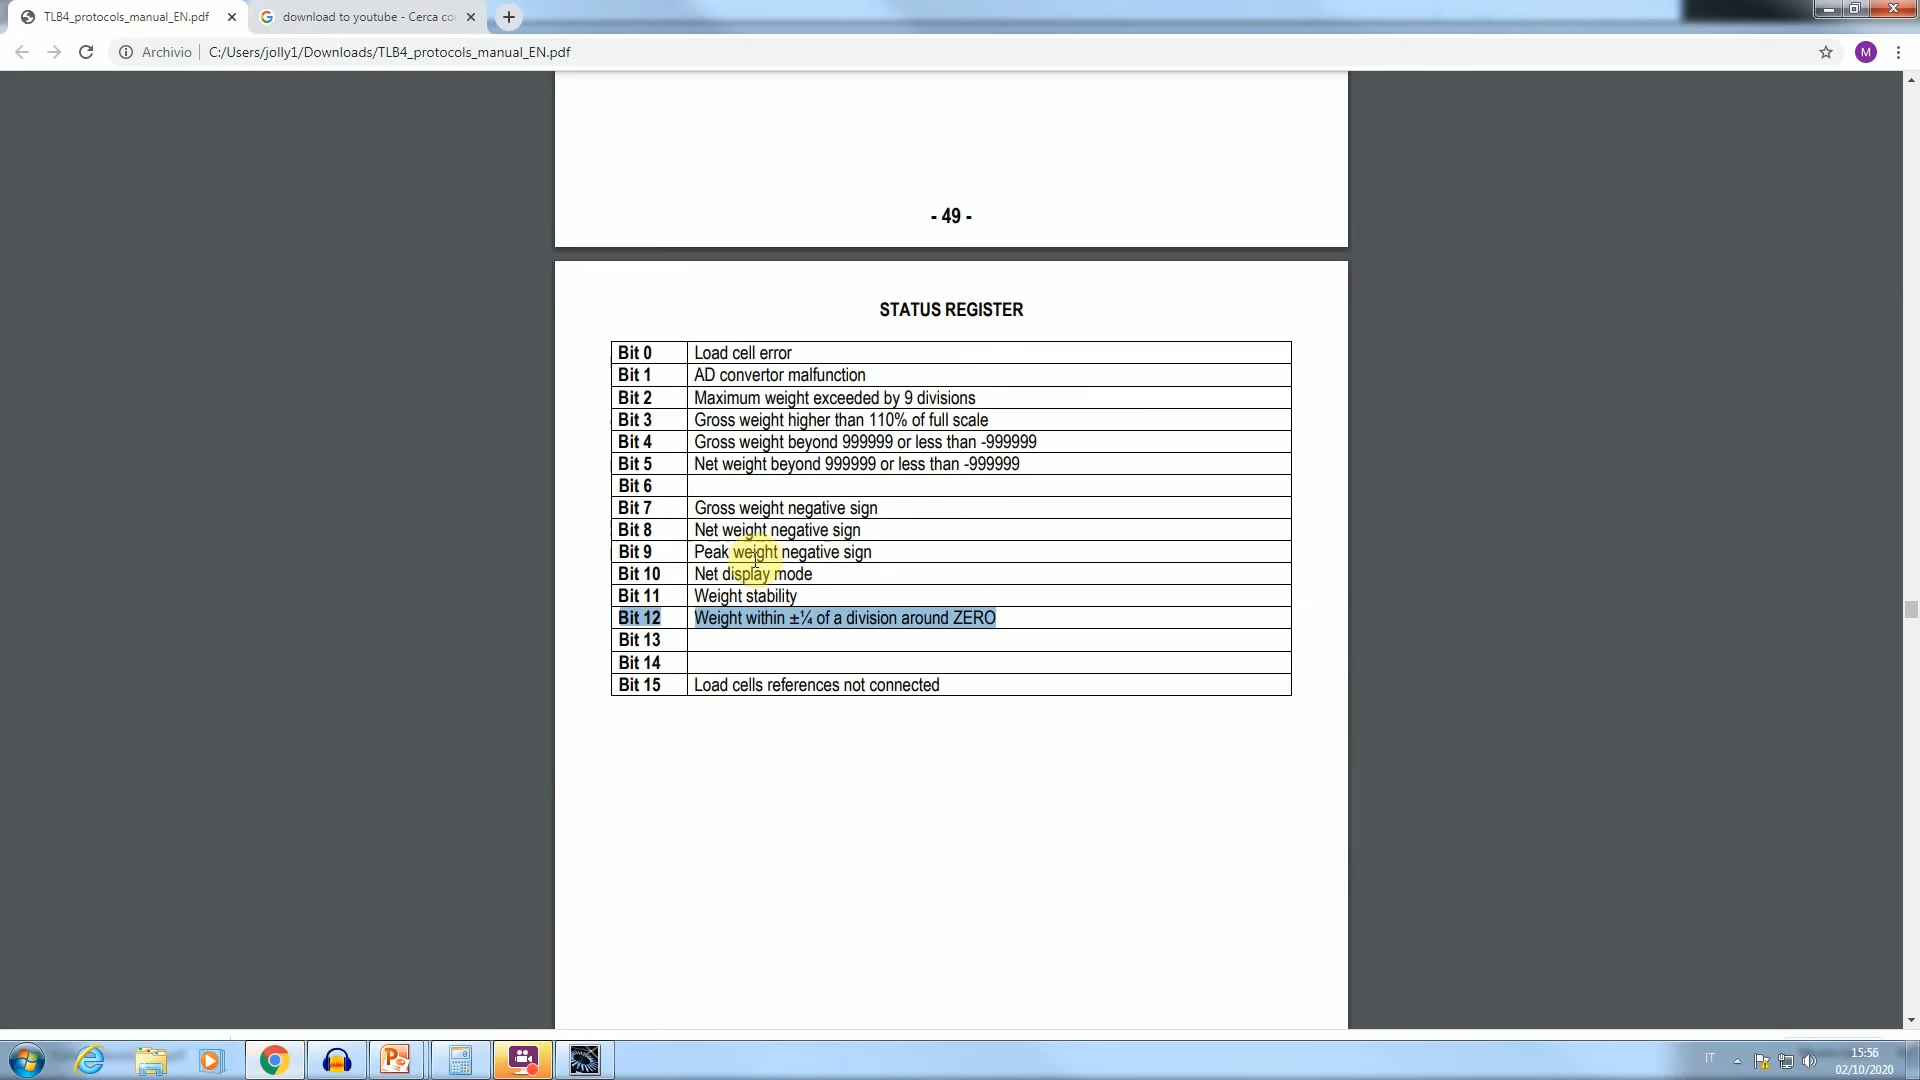 TLB4_protocols_manual_EN.pdf
download to youtube - Cerca co
Archivio
C:/Users/jolly1/Downloads/TLB4_protocols_manual_EN.pdf
M
- 49 -
STATUS REGISTER
Bit 0 Load cell error
Bit 1 AD convertor malfunction
Bit 2 Maximum weight exceeded by 9 divisions
Bit 3 Gross weight higher than 110% of full scale
Bit 4 Gross weight beyond 999999 or less than -999999
Bit 5 Net weight beyond 999999 or less than -999999
Bit 6
Bit 7 Gross weight negative sign
Bit 8 Net weight negative sign
Bit 9 Peak weight negative sign
Bit 10 Net display mode
Bit 11 Weight stability
Bit 12 Weight within ±¼ of a division around ZERO
Bit 13
Bit 14
Bit 15 Load cells references not connected
IT
15:56
02/10/2020